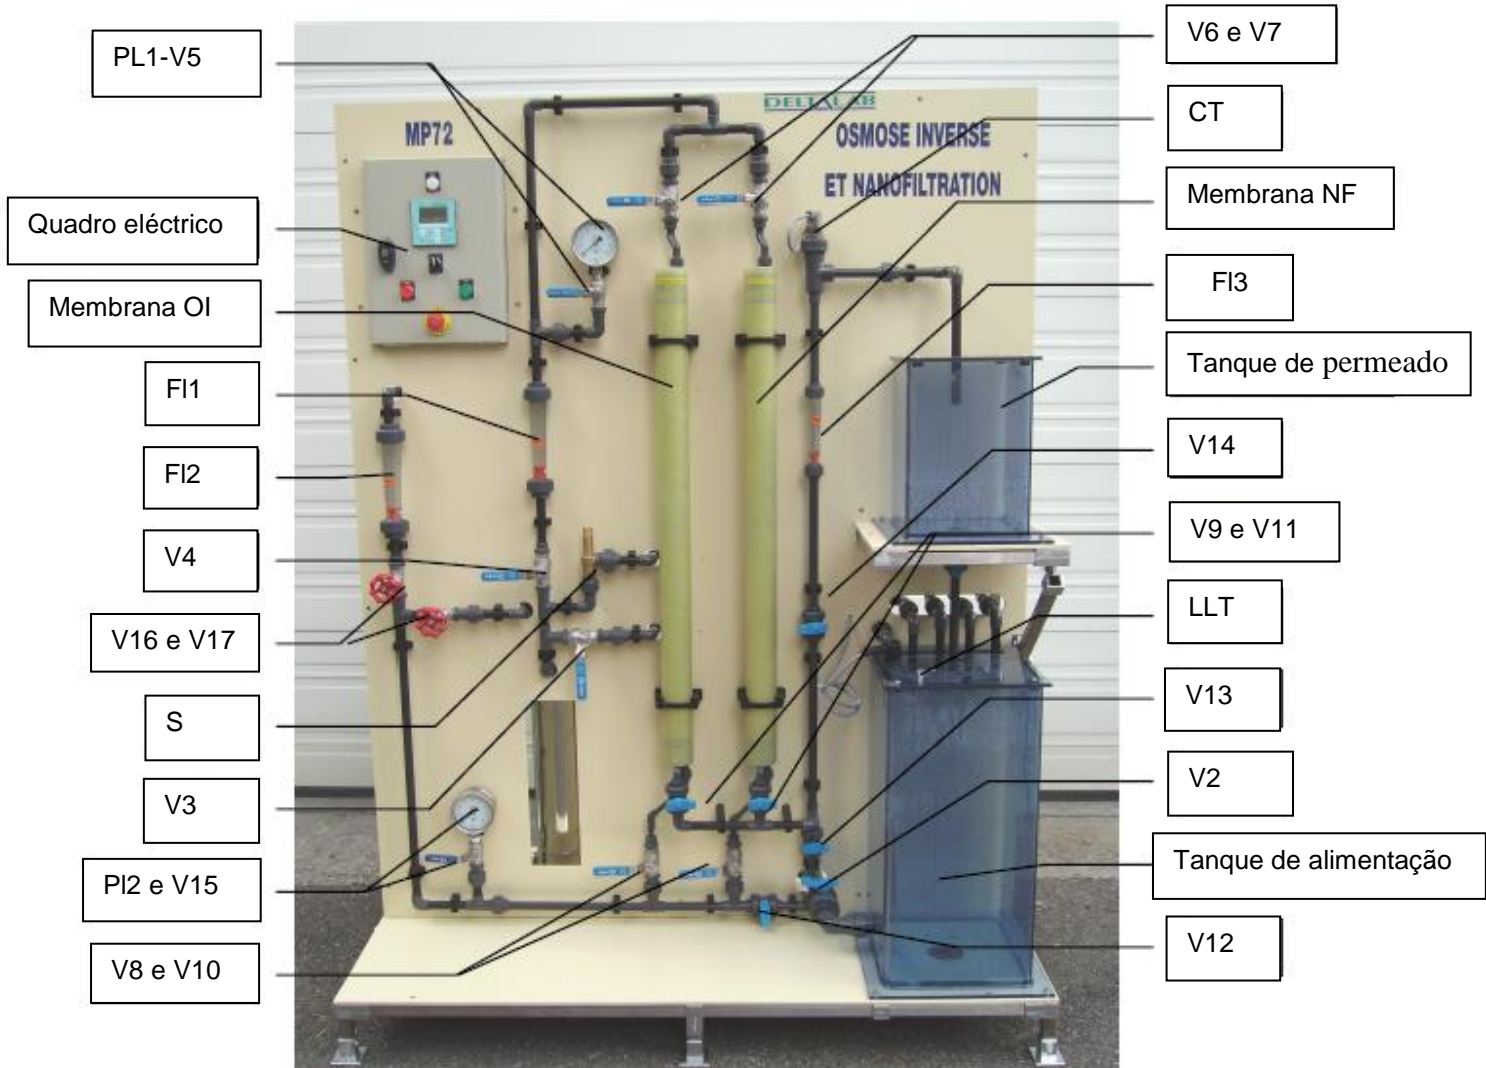 PL1-V5
Quadro eléctrico
Membrana OI
FI1
FI2
V4
V16 e V17
S
V3
PI2 e V15
V8 e V10
MP72
DELTALAB
OSMOSE INVERSE
ET NANOFILTRATION
V6 e V7
CT
Membrana NF
FI3
Tanque de permeado
V14
V9 e V11
LLT
V13
V2
Tanque de alimentação
V12